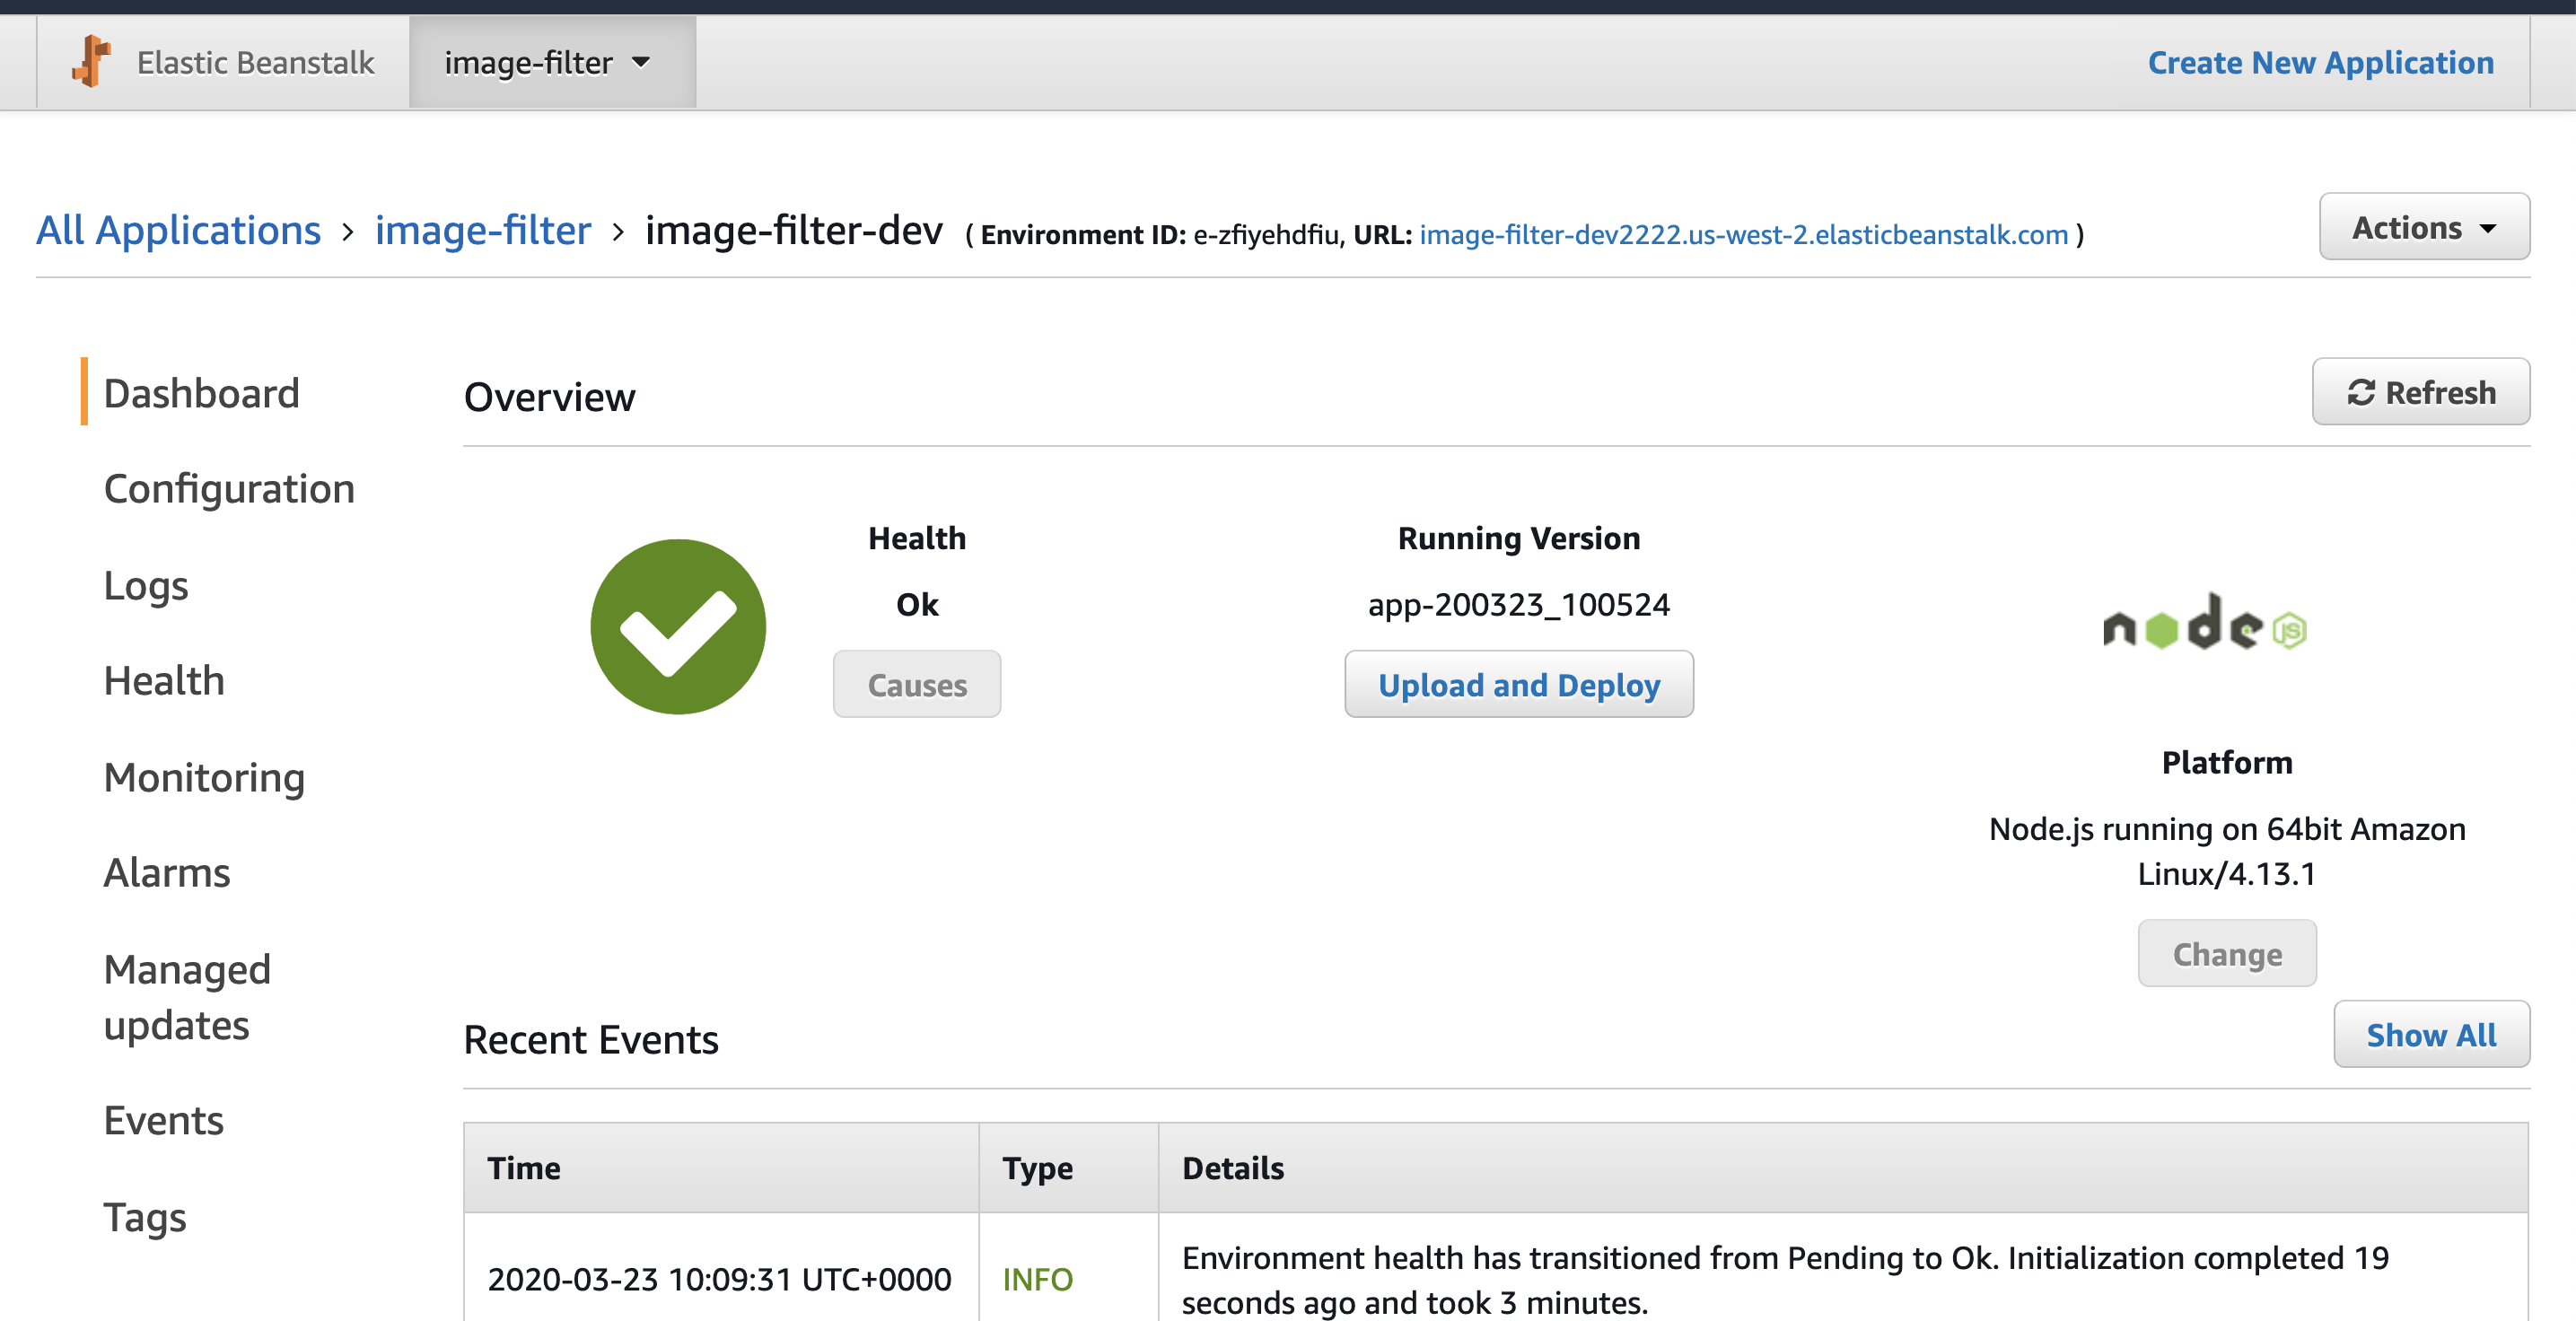 Elastic Beanstalk image-filter Create New Application
All Applications › image-filter › image-filter-dev ( Environment ID: e-zfiyehdfiu, URL: image-filter-dev2222.us-west-2.elasticbeanstalk.com ) Actions
Dashboard
Configuration
Logs
Health
Monitoring
Alarms
Managed
updates
Events
Tags
Overview Refresh
Health
Ok
Causes
Running Version
app-200323_100524
Upload and Deploy
node JS
Platform
Node.js running on 64bit Amazon
Linux/4.13.1
Change
Recent Events Show All
Time Type Details
2020-03-23 10:09:31 UTC+0000 INFO Environment health has transitioned from Pending to Ok. Initialization completed 19
seconds ago and took 3 minutes.